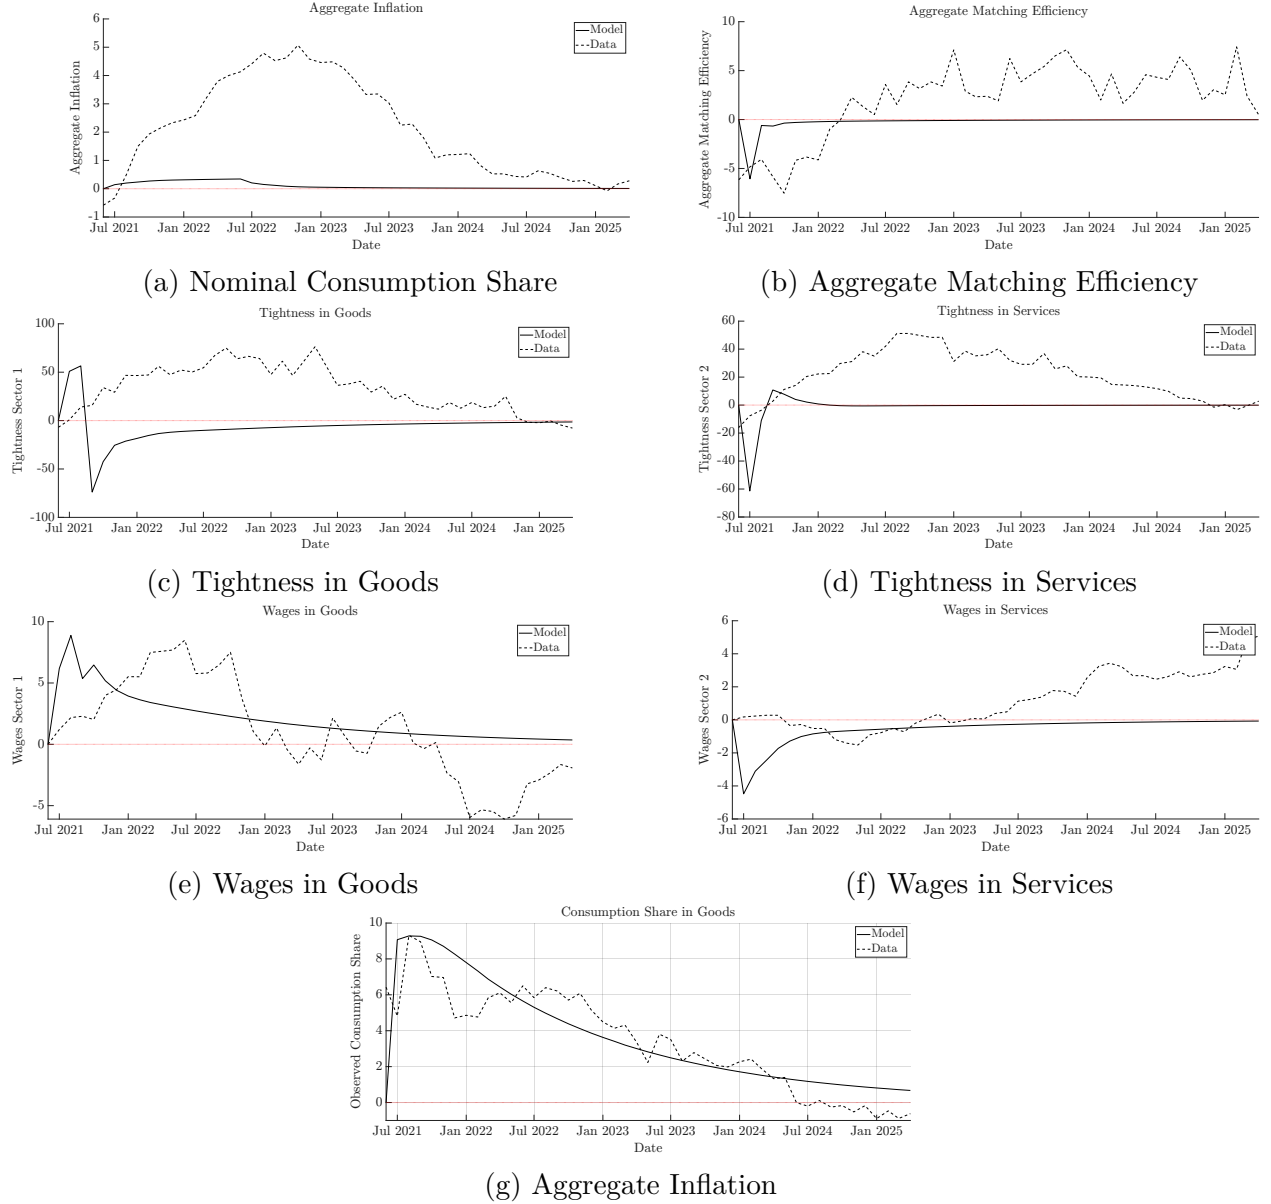 Aggregate Inflation
Model
Data
6
5
4
3
2
1
0
-1
Aggregate Inflation
Jul 2021 Jan 2022 Jul 2022 Jan 2023 Jul 2023 Jan 2024 Jul 2024 Jan 2025
Date
(a) Nominal Consumption Share
Aggregate Matching Efficiency
Model
Data
10
5
0
-5
-10
Aggregate Matching Efficiency
Jul 2021 Jan 2022 Jul 2022 Jan 2023 Jul 2023 Jan 2024 Jul 2024 Jan 2025
Date
(b) Aggregate Matching Efficiency
Tightness in Goods
Model
Data
100
50
0
-50
-100
Tightness Sector 1
Jul 2021 Jan 2022 Jul 2022 Jan 2023 Jul 2023 Jan 2024 Jul 2024 Jan 2025
Date
(c) Tightness in Goods
Tightness in Services
Model
Data
60
40
20
0
-20
-40
-60
-80
Tightness Sector 2
Jul 2021 Jan 2022 Jul 2022 Jan 2023 Jul 2023 Jan 2024 Jul 2024 Jan 2025
Date
(d) Tightness in Services
Wages in Goods
Model
Data
10
5
0
-5
Wages Sector 1
Jul 2021 Jan 2022 Jul 2022 Jan 2023 Jul 2023 Jan 2024 Jul 2024 Jan 2025
Date
(e) Wages in Goods
Wages in Services
Model
Data
6
4
2
0
-2
-4
-6
Wages Sector 2
Jul 2021 Jan 2022 Jul 2022 Jan 2023 Jul 2023 Jan 2024 Jul 2024 Jan 2025
Date
(f) Wages in Services
Consumption Share in Goods
Model
Data
10
8
6
4
2
0
Observed Consumption Share
Jul 2021 Jan 2022 Jul 2022 Jan 2023 Jul 2023 Jan 2024 Jul 2024 Jan 2025
Date
(g) Aggregate Inflation